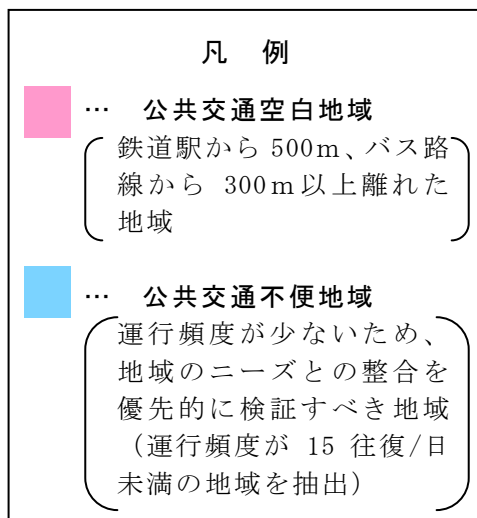 凡 例
… 公共交通空白地域
鉄道駅から 500m、バス路
線から 300m以上離れた
地域
… 公共交通不便地域
運行頻度が少ないため、
地域のニーズとの整合を
優先的に検証すべき地域
（運行頻度が 15 往復/日
未満の地域を抽出）